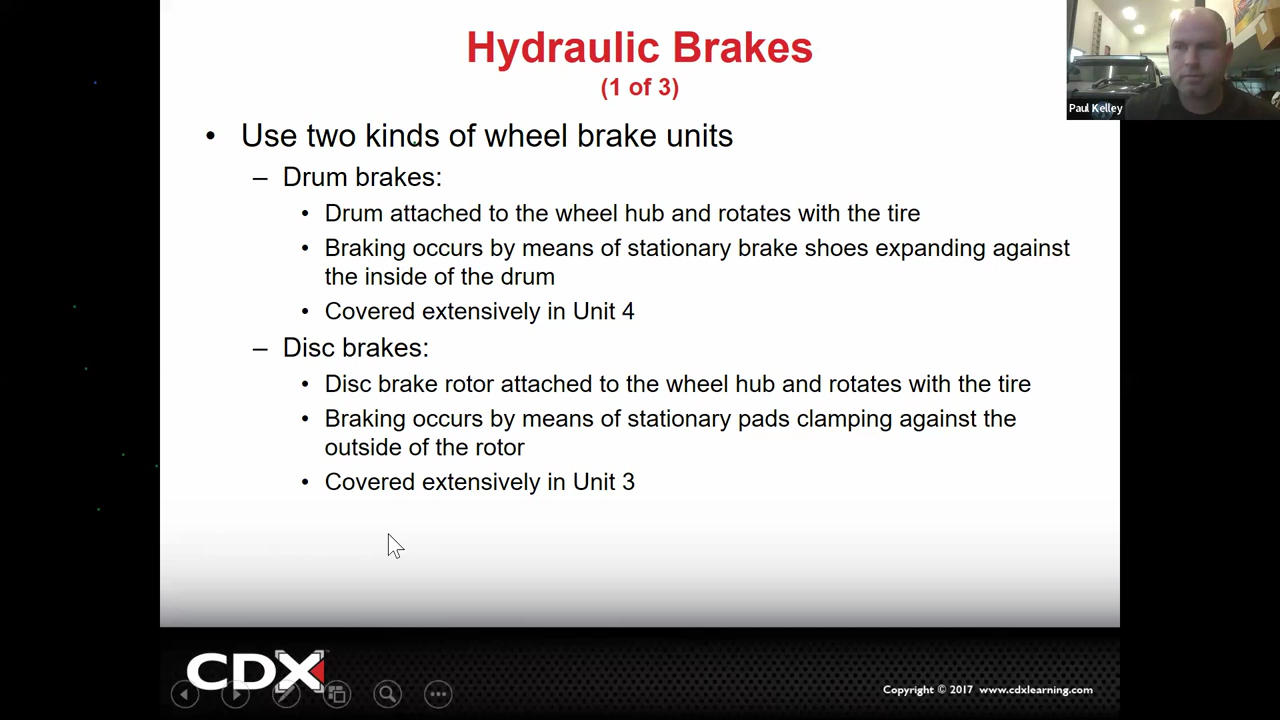 Hydraulic Brakes
(1 of 3)
Paul Kelley
• Use two kinds of wheel brake units
– Drum brakes:
• Drum attached to the wheel hub and rotates with the tire
• Braking occurs by means of stationary brake shoes expanding against
the inside of the drum
• Covered extensively in Unit 4
– Disc brakes:
• Disc brake rotor attached to the wheel hub and rotates with the tire
• Braking occurs by means of stationary pads clamping against the
outside of the rotor
• Covered extensively in Unit 3
CDX
Copyright © 2017 www.cdxlearning.com